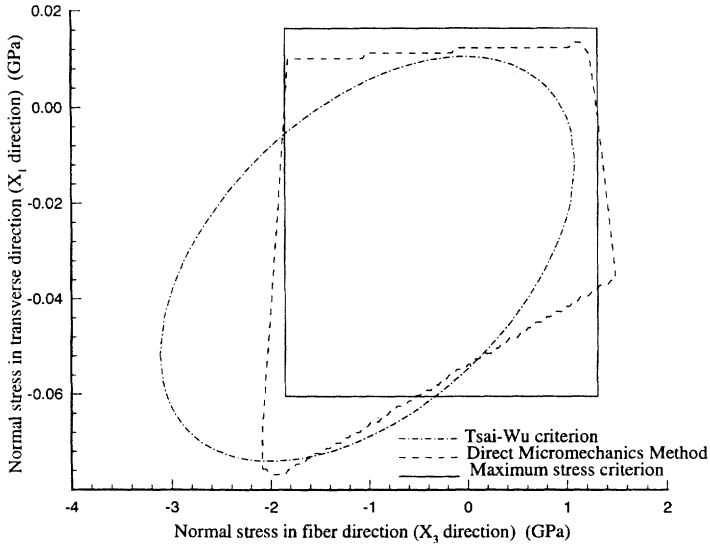 0.02
0.00
-0.02
-0.04
-0.06
Normal stress in transverse direction (X1 direction) (GPa)
Tsai-Wu criterion
Direct Micromechanics Method
Maximum stress criterion
-4 -3 -2 -1 0 1 2
Normal stress in fiber direction (X3 direction) (GPa)